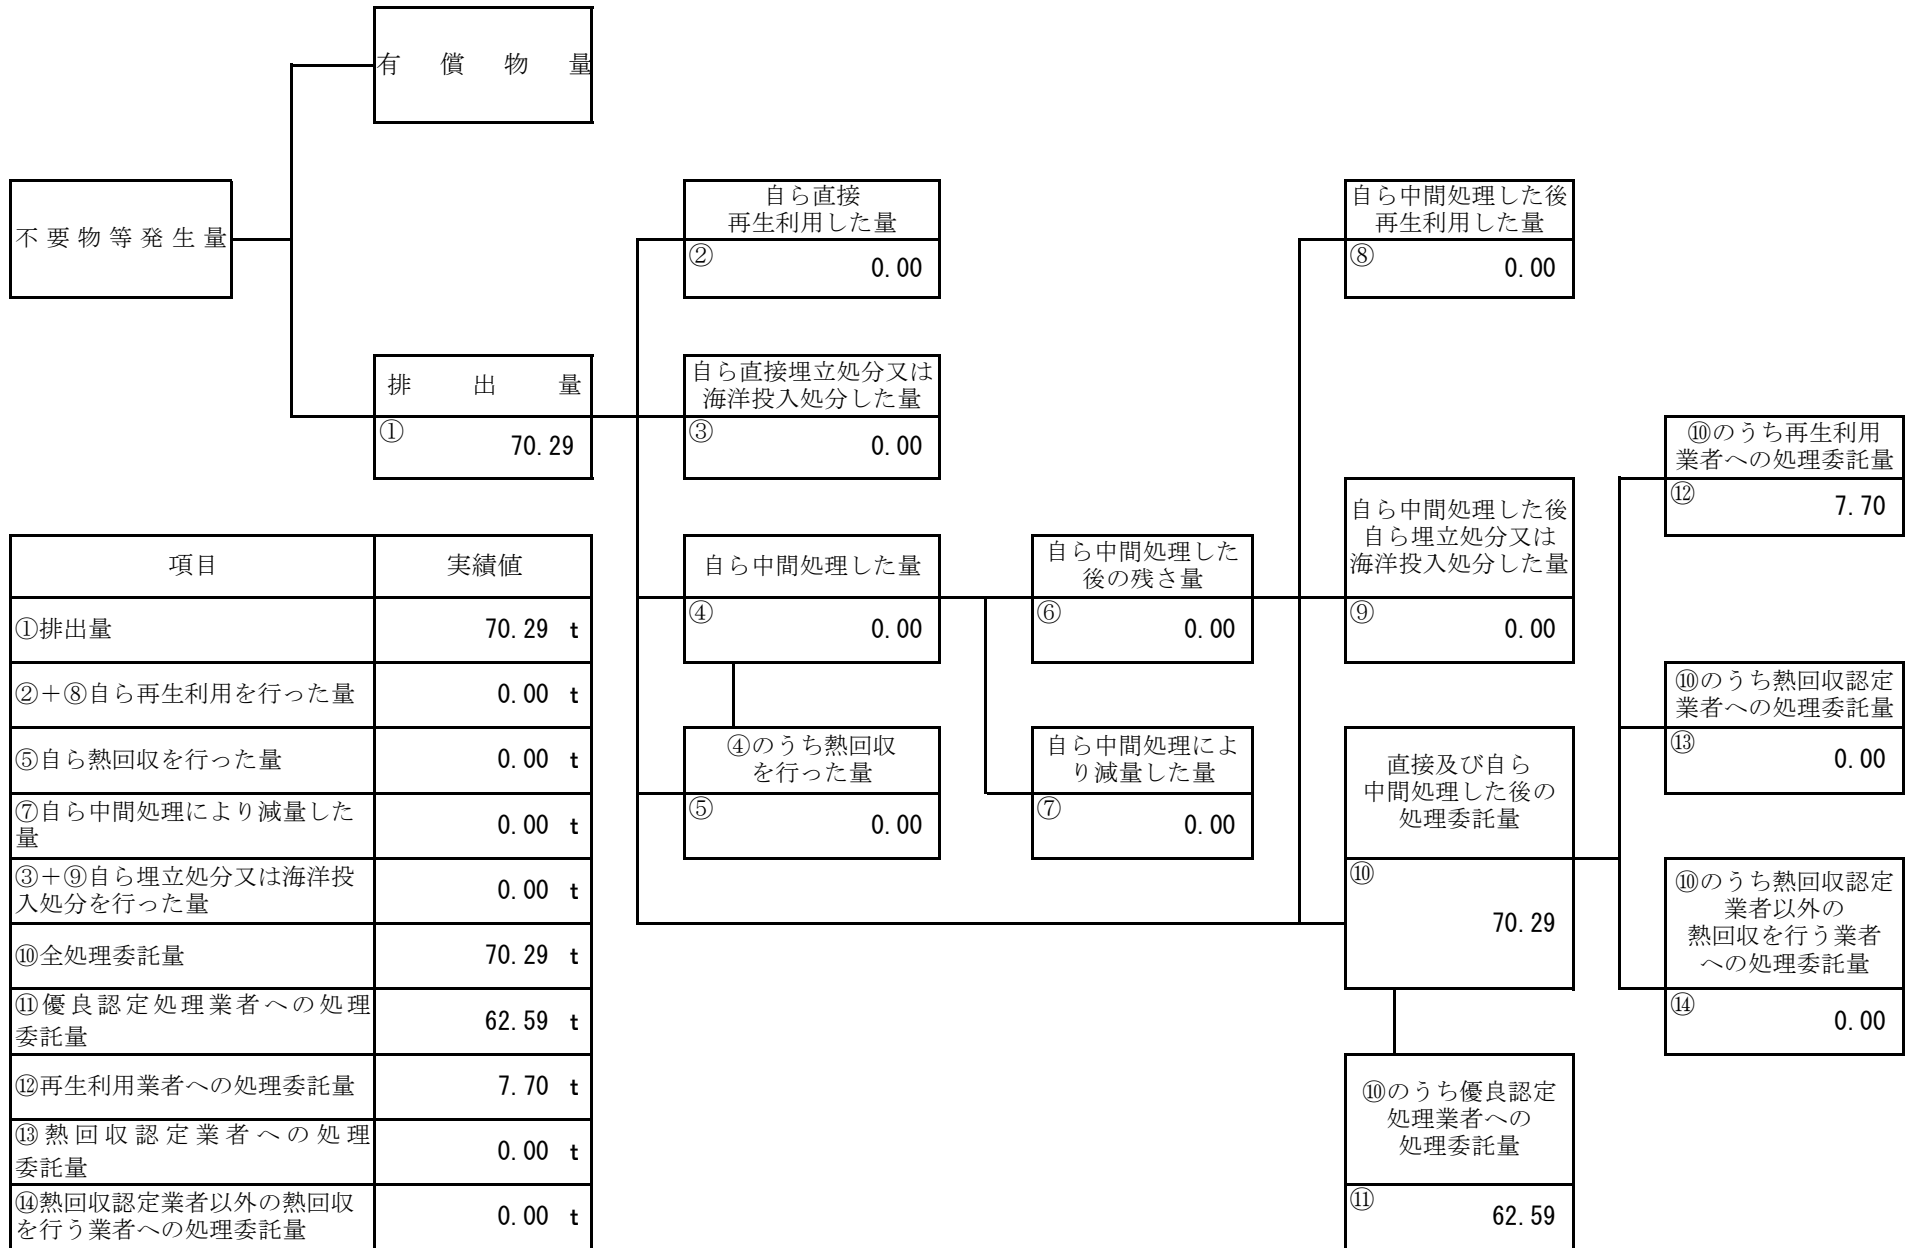 有償物量
不要物等発生量
排出量
① 70.29
自ら直接
再生利用した量
② 0.00
自ら直接埋立処分又は
海洋投入処分した量
③ 0.00
自ら中間処理した量
④ 0.00
④のうち熱回収
を行った量
⑤ 0.00
自ら中間処理した
後の残さ量
⑥ 0.00
自ら中間処理によ
り減量した量
⑦ 0.00
自ら中間処理した後
再生利用した量
⑧ 0.00
自ら中間処理した後
自ら埋立処分又は
海洋投入処分した量
⑨ 0.00
直接及び自ら
中間処理した後の
処理委託量
⑩ 70.29
⑩のうち優良認定
処理業者への
処理委託量
⑪ 62.59
⑩のうち再生利用
業者への処理委託量
⑫ 7.70
⑩のうち熱回収認定
業者への処理委託量
⑬ 0.00
⑩のうち熱回収認定
業者以外の
熱回収を行う業者
への処理委託量
⑭ 0.00
項目 実績値
①排出量 70.29 t
②＋⑧自ら再生利用を行った量 0.00 t
⑤自ら熱回収を行った量 0.00 t
⑦自ら中間処理により減量した
量 0.00 t
③＋⑨自ら埋立処分又は海洋投
入処分を行った量 0.00 t
⑩全処理委託量 70.29 t
⑪優良認定処理業者への処理
委託量 62.59 t
⑫再生利用業者への処理委託量 7.70 t
⑬熱回収認定業者への処理
委託量 0.00 t
⑭熱回収認定業者以外の熱回収
を行う業者への処理委託量 0.00 t